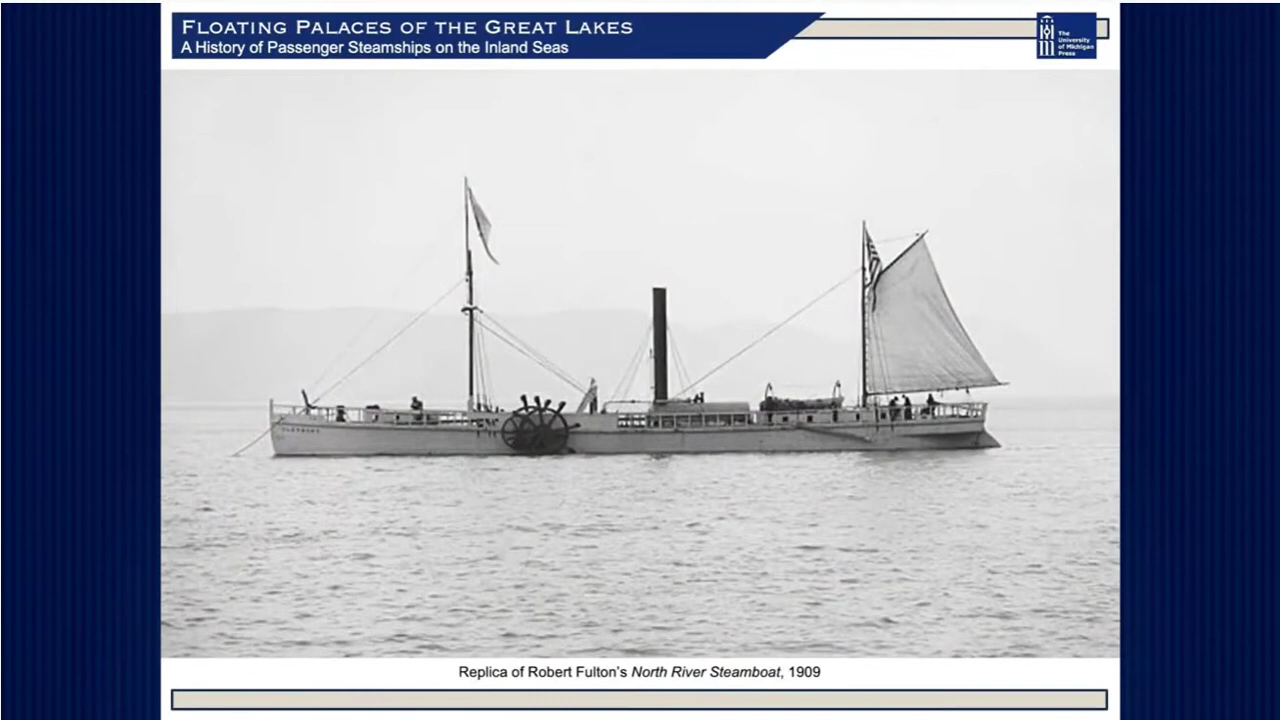 FLOATING PALACES OF THE GREAT LAKES
A History of Passenger Steamships on the Inland Seas
The
University
of Michigan
Press
CLERMONT
Replica of Robert Fulton's North River Steamboat, 1909